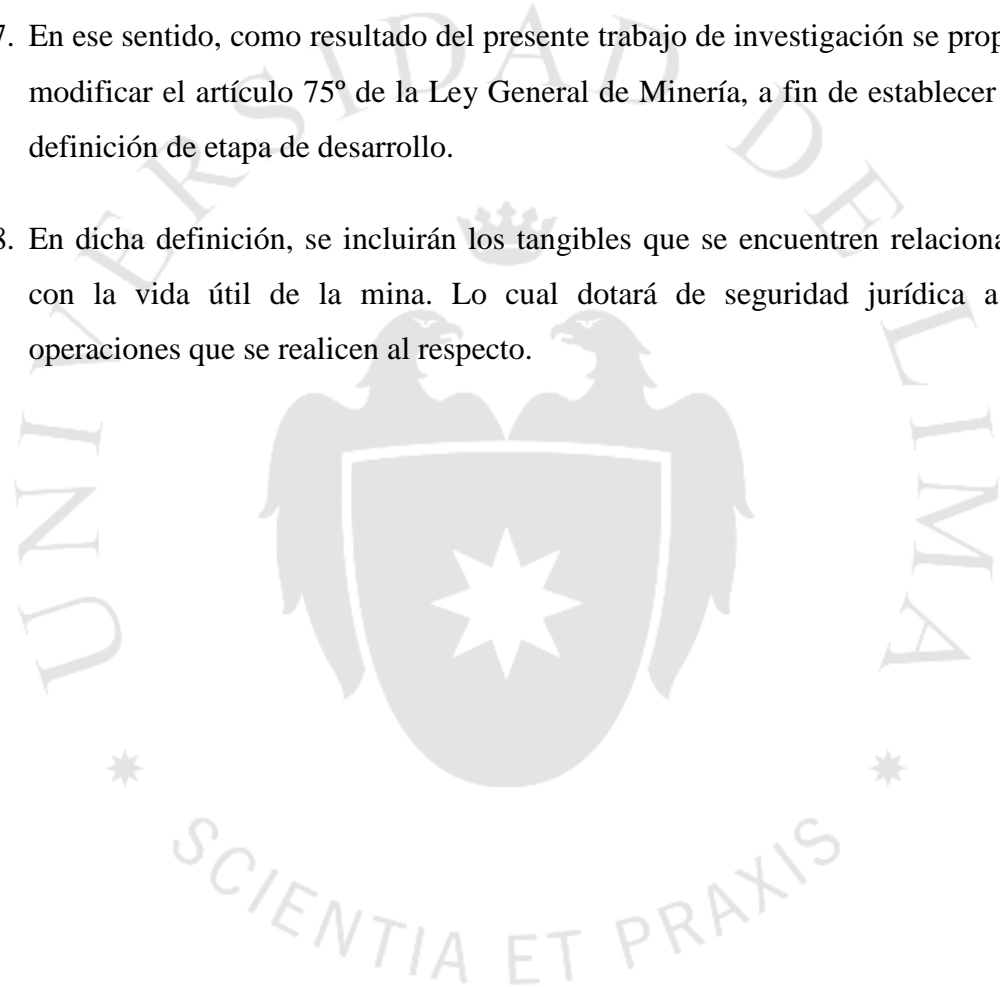 7. En ese sentido, como resultado del presente trabajo de investigación se prop
modificar el artículo 75º de la Ley General de Minería, a fin de establecer
definición de etapa de desarrollo.
8. En dicha definición, se incluirán los tangibles que se encuentren relaciona
con la vida útil de la mina. Lo cual dotará de seguridad jurídica a
operaciones que se realicen al respecto.
UNIVERSIDAD DE LIMA
SCIENTIA ET PRAXIS